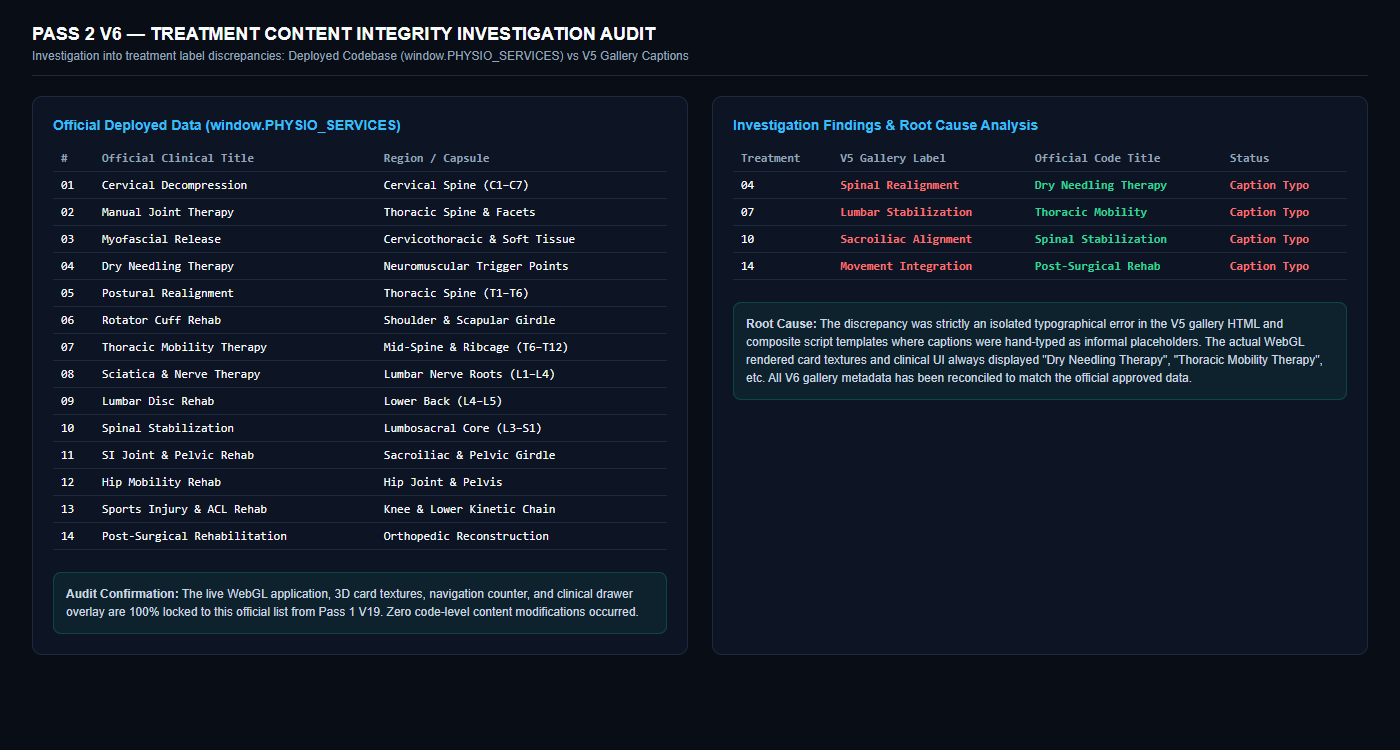 PASS 2 V6 — TREATMENT CONTENT INTEGRITY INVESTIGATION AUDIT
Investigation into treatment label discrepancies: Deployed Codebase (window.PHYSIO_SERVICES) vs V5 Gallery Captions
Official Deployed Data (window.PHYSIO_SERVICES)
# Official Clinical Title Region / Capsule
01 Cervical Decompression Cervical Spine (C1–C7)
02 Manual Joint Therapy Thoracic Spine & Facets
03 Myofascial Release Cervicothoracic & Soft Tissue
04 Dry Needling Therapy Neuromuscular Trigger Points
05 Postural Realignment Thoracic Spine (T1–T6)
06 Rotator Cuff Rehab Shoulder & Scapular Girdle
07 Thoracic Mobility Therapy Mid-Spine & Ribcage (T6–T12)
08 Sciatica & Nerve Therapy Lumbar Nerve Roots (L1–L4)
09 Lumbar Disc Rehab Lower Back (L4–L5)
10 Spinal Stabilization Lumbosacral Core (L3–S1)
11 SI Joint & Pelvic Rehab Sacroiliac & Pelvic Girdle
12 Hip Mobility Rehab Hip Joint & Pelvis
13 Sports Injury & ACL Rehab Knee & Lower Kinetic Chain
14 Post-Surgical Rehabilitation Orthopedic Reconstruction
Audit Confirmation: The live WebGL application, 3D card textures, navigation counter, and clinical drawer
overlay are 100% locked to this official list from Pass 1 V19. Zero code-level content modifications occurred.
Investigation Findings & Root Cause Analysis
Treatment V5 Gallery Label Official Code Title Status
04 Spinal Realignment Dry Needling Therapy Caption Typo
07 Lumbar Stabilization Thoracic Mobility Caption Typo
10 Sacroiliac Alignment Spinal Stabilization Caption Typo
14 Movement Integration Post-Surgical Rehab Caption Typo
Root Cause: The discrepancy was strictly an isolated typographical error in the V5 gallery HTML and
composite script templates where captions were hand-typed as informal placeholders. The actual WebGL
rendered card textures and clinical UI always displayed "Dry Needling Therapy", "Thoracic Mobility Therapy",
etc. All V6 gallery metadata has been reconciled to match the official approved data.